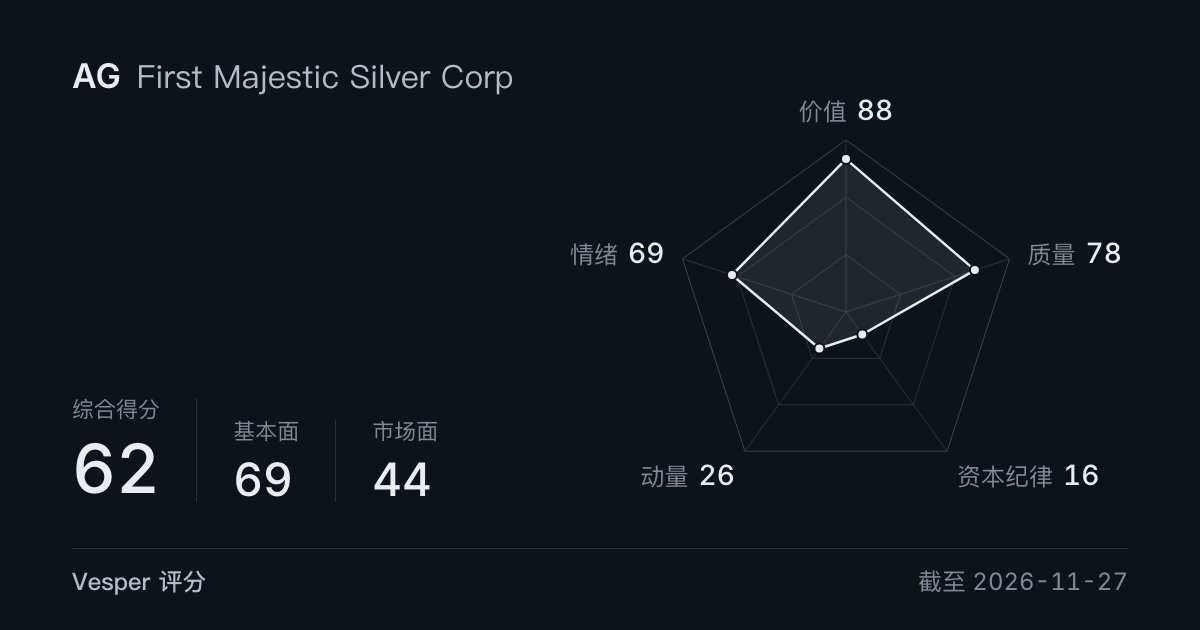 AG First Majestic Silver Corp
价值 88
情绪 69
质量 78
动量 26
资本纪律 16
综合得分
62
基本面
69
市场面
44
Vesper 评分
截至 2026-11-27